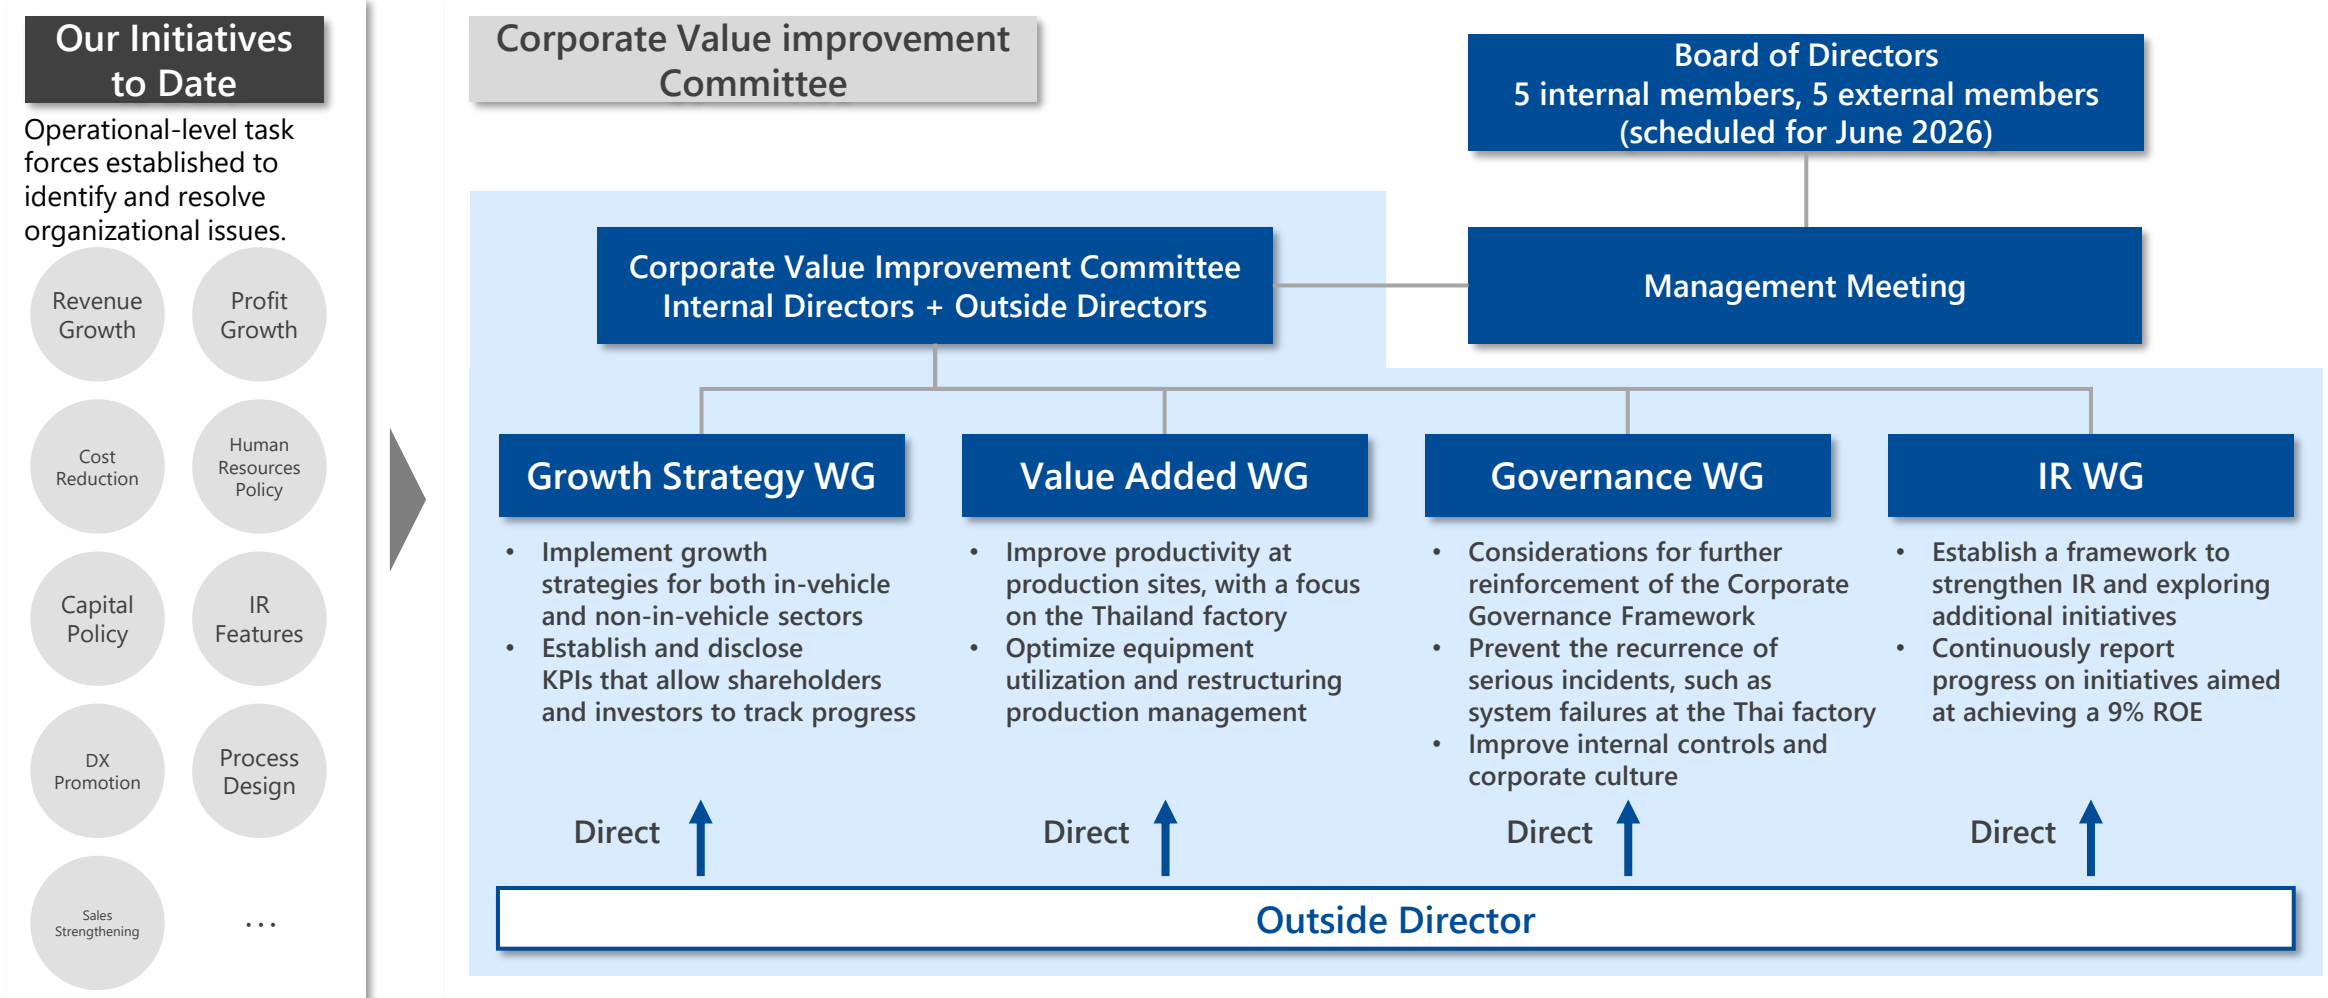 Our Initiatives
to Date
Operational-level task
forces established to
identify and resolve
organizational issues.
Revenue
Growth
Profit
Growth
Cost
Reduction
Human
Resources
Policy
Capital
Policy
IR
Features
DX
Promotion
Process
Design
Sales
Strengthening
...
Corporate Value improvement
Committee
Board of Directors
5 internal members, 5 external members
(scheduled for June 2026)
Corporate Value Improvement Committee
Internal Directors + Outside Directors
Management Meeting
Growth Strategy WG
• Implement growth
strategies for both in-vehicle
and non-in-vehicle sectors
• Establish and disclose
KPIs that allow shareholders
and investors to track progress
Value Added WG
• Improve productivity at
production sites, with a focus
on the Thailand factory
• Optimize equipment
utilization and restructuring
production management
Governance WG
• Considerations for further
reinforcement of the Corporate
Governance Framework
• Prevent the recurrence of
serious incidents, such as
system failures at the Thai factory
• Improve internal controls and
corporate culture
IR WG
• Establish a framework to
strengthen IR and exploring
additional initiatives
• Continuously report
progress on initiatives aimed
at achieving a 9% ROE
Direct
Direct
Direct
Direct
Outside Director